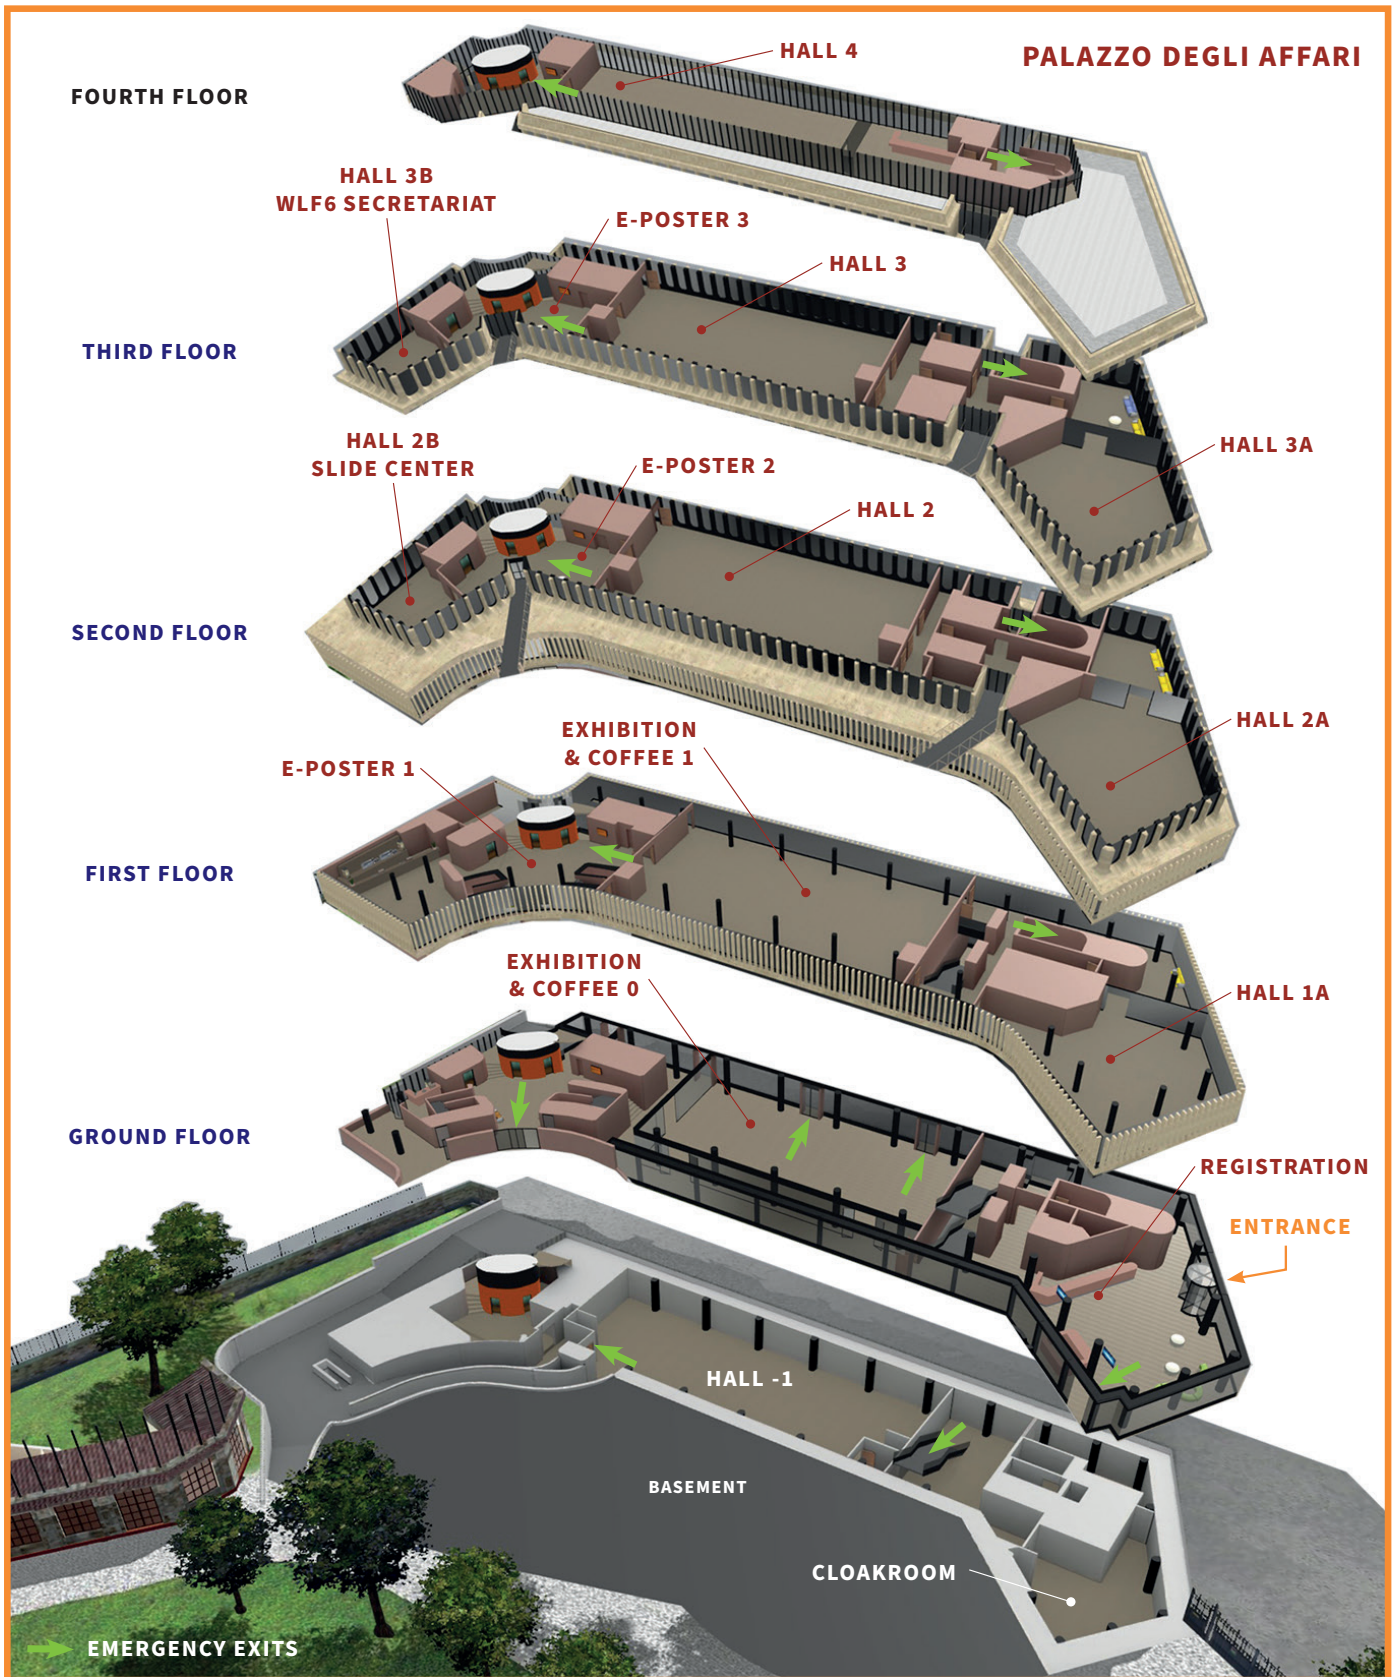 PALAZZO DEGLI AFFARI
HALL 4
FOURTH FLOOR
HALL 3B
WLF6 SECRETARIAT
E-POSTER 3
HALL 3
THIRD FLOOR
HALL 3A
HALL 2B
SLIDE CENTER
E-POSTER 2
HALL 2
SECOND FLOOR
HALL 2A
EXHIBITION
& COFFEE 1
E-POSTER 1
FIRST FLOOR
EXHIBITION
& COFFEE 0
HALL 1A
GROUND FLOOR
REGISTRATION
ENTRANCE
HALL -1
BASEMENT
CLOAKROOM
EMERGENCY EXITS